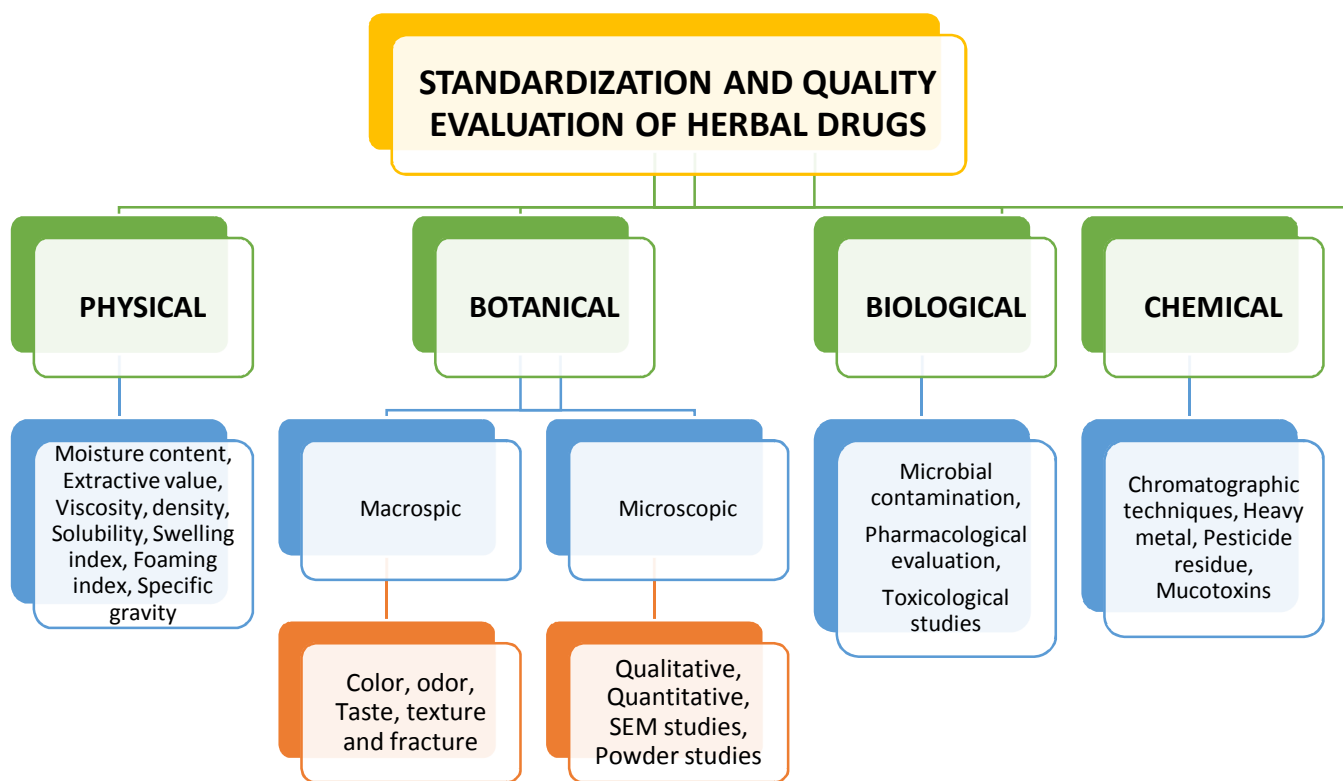 STANDARDIZATION AND QUALITY
EVALUATION OF HERBAL DRUGS
PHYSICAL
BOTANICAL
BIOLOGICAL
CHEMICAL
Moisture content,
Extractive value,
Viscosity, density,
Solubility, Swelling
index, Foaming
index, Specific
gravity
Macrospic
Microscopic
Microbial
contamination,
Pharmacological
evaluation,
Toxicological
studies
Chromatographic
techniques, Heavy
metal, Pesticide
residue,
Mucotoxins
Color, odor,
Taste, texture
and fracture
Qualitative,
Quantitative,
SEM studies,
Powder studies